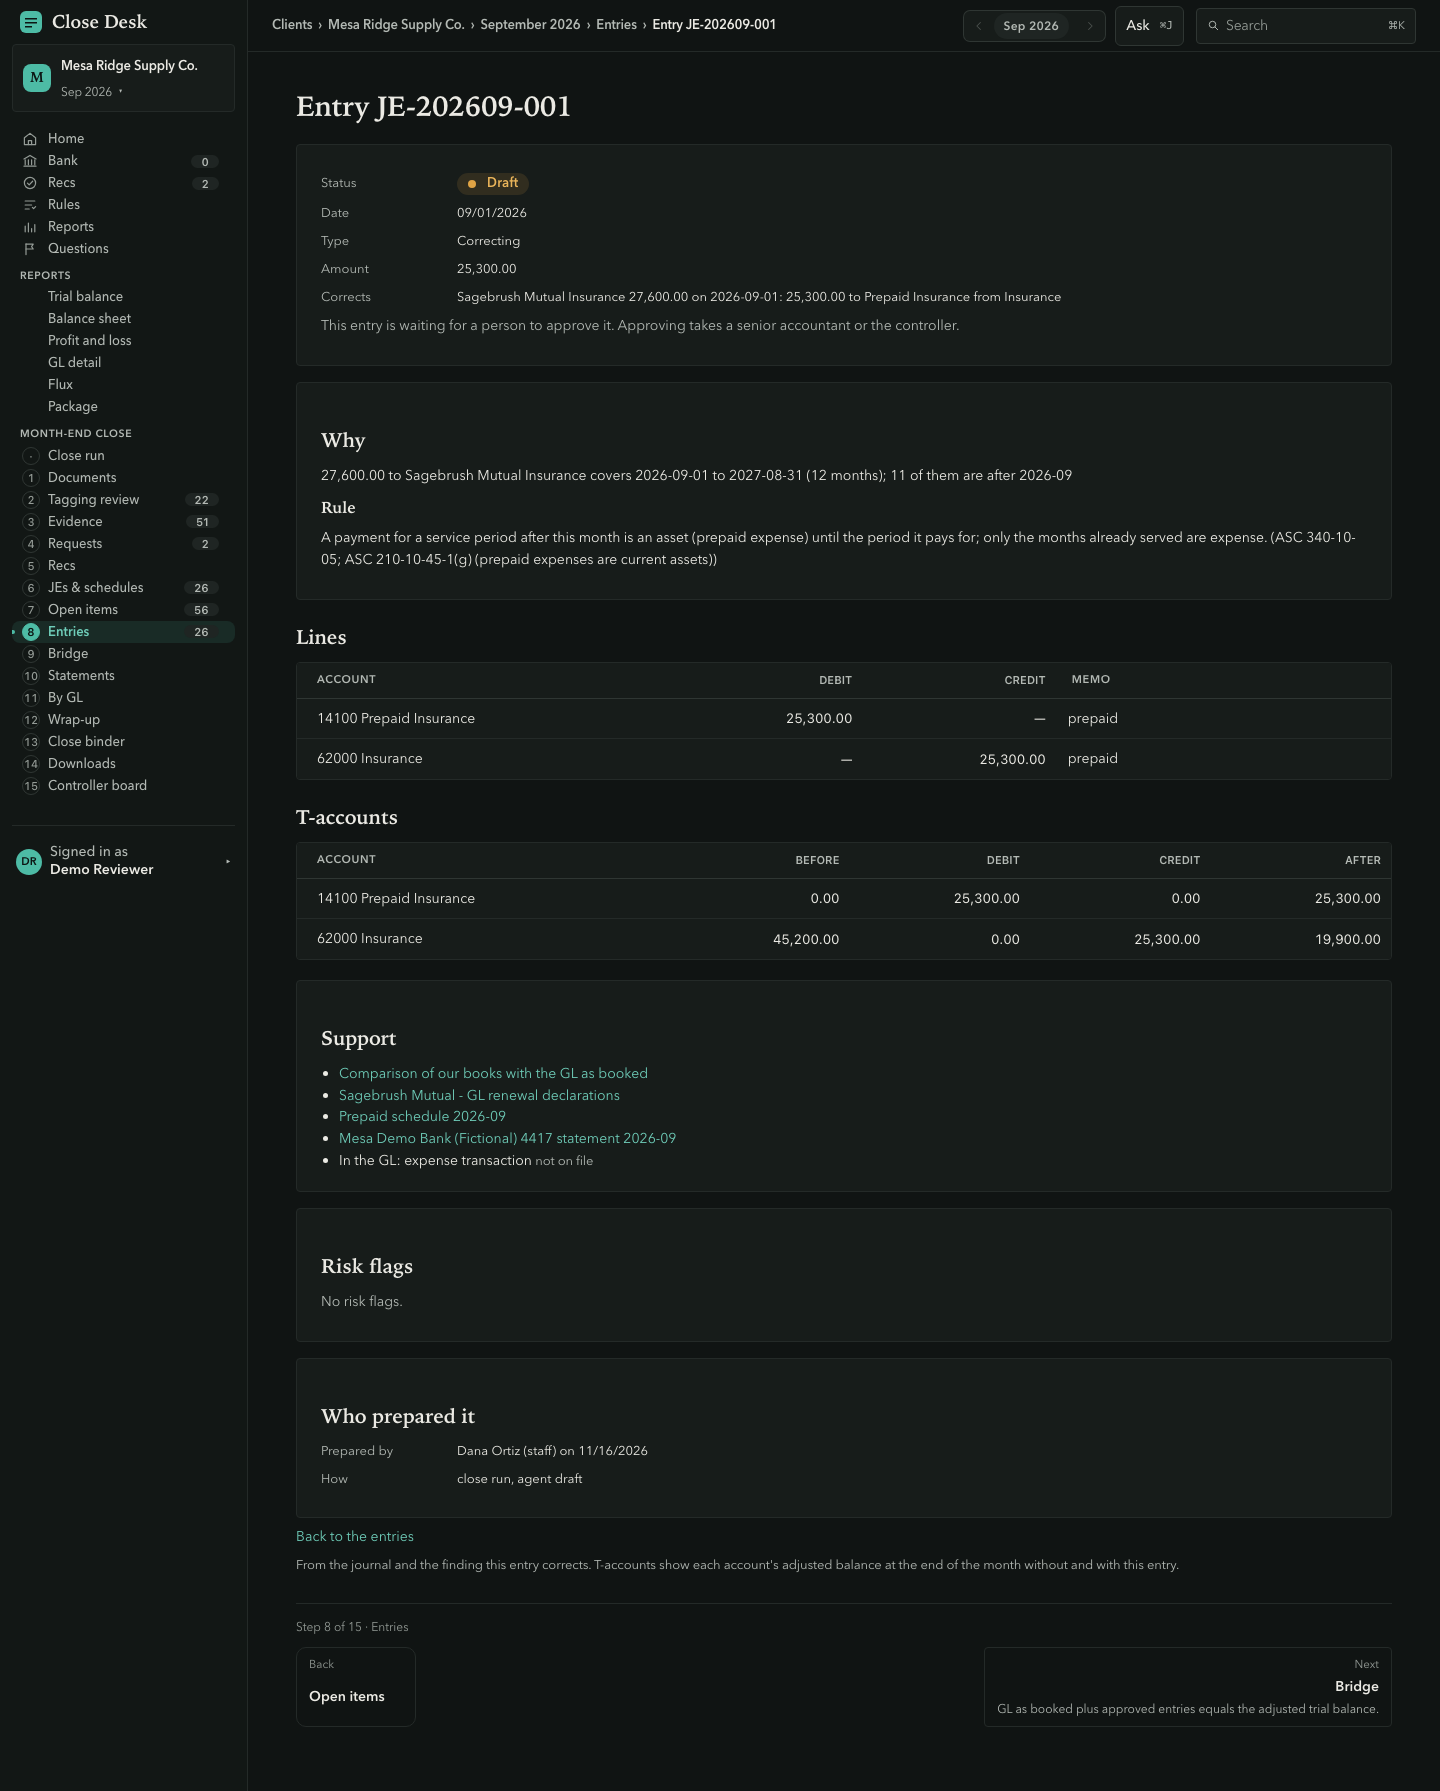 Close Desk
M
Mesa Ridge Supply Co.
Sep 2026
Home
Bank 0
Recs 2
Rules
Reports
Questions
REPORTS
Trial balance
Balance sheet
Profit and loss
GL detail
Flux
Package
MONTH-END CLOSE
Close run
1 Documents
2 Tagging review 22
3 Evidence 51
4 Requests 2
5 Recs
6 JEs & schedules 26
7 Open items 56
8 Entries 26
9 Bridge
10 Statements
11 By GL
12 Wrap-up
13 Close binder
14 Downloads
15 Controller board
DR
Signed in as
Demo Reviewer
Clients › Mesa Ridge Supply Co. › September 2026 › Entries › Entry JE-202609-001
‹ Sep 2026 ›
Ask ⌘J
Search ⌘K
Entry JE-202609-001
Status Draft
Date 09/01/2026
Type Correcting
Amount 25,300.00
Corrects Sagebrush Mutual Insurance 27,600.00 on 2026-09-01: 25,300.00 to Prepaid Insurance from Insurance
This entry is waiting for a person to approve it. Approving takes a senior accountant or the controller.
Why
27,600.00 to Sagebrush Mutual Insurance covers 2026-09-01 to 2027-08-31 (12 months); 11 of them are after 2026-09
Rule
A payment for a service period after this month is an asset (prepaid expense) until the period it pays for; only the months already served are expense. (ASC 340-10-
05; ASC 210-10-45-1(g) (prepaid expenses are current assets))
Lines
ACCOUNT DEBIT CREDIT MEMO
14100 Prepaid Insurance 25,300.00 — prepaid
62000 Insurance — 25,300.00 prepaid
T-accounts
ACCOUNT BEFORE DEBIT CREDIT AFTER
14100 Prepaid Insurance 0.00 25,300.00 0.00 25,300.00
62000 Insurance 45,200.00 0.00 25,300.00 19,900.00
Support
• Comparison of our books with the GL as booked
• Sagebrush Mutual - GL renewal declarations
• Prepaid schedule 2026-09
• Mesa Demo Bank (Fictional) 4417 statement 2026-09
• In the GL: expense transaction not on file
Risk flags
No risk flags.
Who prepared it
Prepared by Dana Ortiz (staff) on 11/16/2026
How close run, agent draft
Back to the entries
From the journal and the finding this entry corrects. T-accounts show each account's adjusted balance at the end of the month without and with this entry.
Step 8 of 15 · Entries
Back
Open items
Next
Bridge
GL as booked plus approved entries equals the adjusted trial balance.